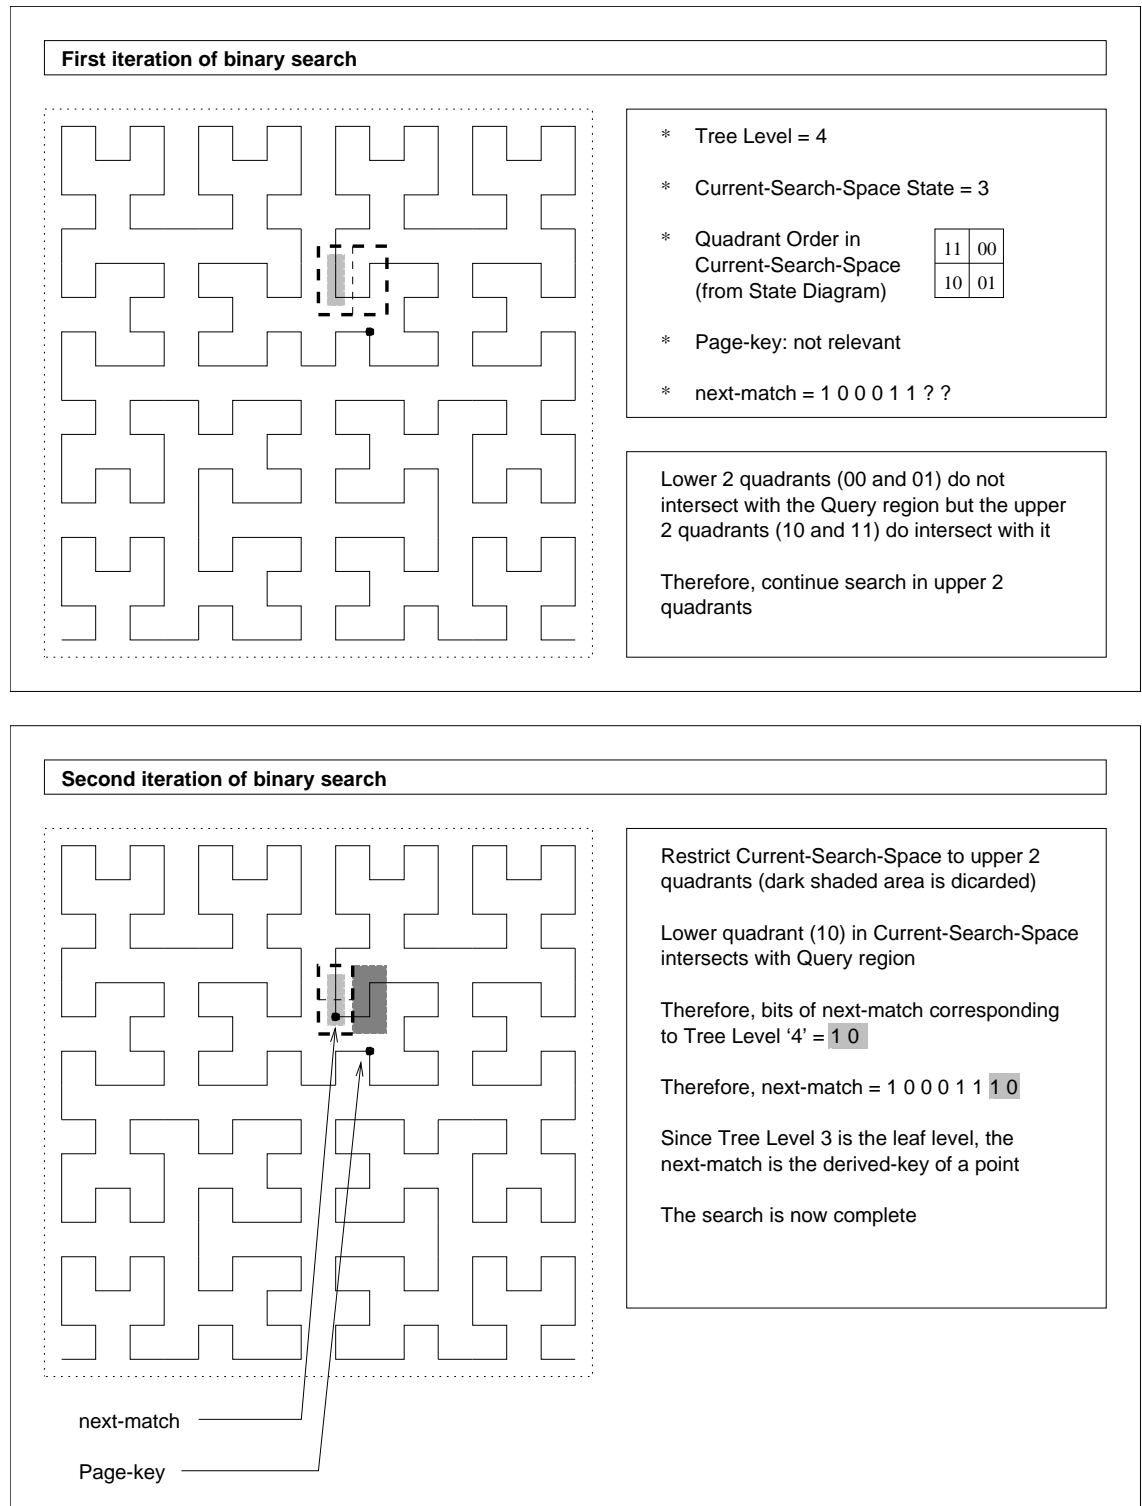 First iteration of binary search
* Tree Level = 4
* Current-Search-Space State = 3
* Quadrant Order in
Current-Search-Space
(from State Diagram)
11 00
10 01
* Page-key: not relevant
* next-match = 1 0 0 0 1 1 ? ?
Lower 2 quadrants (00 and 01) do not
intersect with the Query region but the upper
2 quadrants (10 and 11) do intersect with it
Therefore, continue search in upper 2
quadrants
Second iteration of binary search
Restrict Current-Search-Space to upper 2
quadrants (dark shaded area is dicarded)
Lower quadrant (10) in Current-Search-Space
intersects with Query region
Therefore, bits of next-match corresponding
to Tree Level ‘4’ = 1 0
Therefore, next-match = 1 0 0 0 1 1 1 0
Since Tree Level 3 is the leaf level, the
next-match is the derived-key of a point
The search is now complete
next-match
Page-key